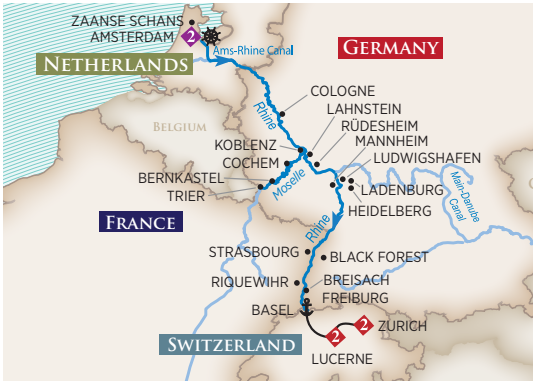 ZAANSE SCHANS
AMSTERDAM
2
Ams-Rhine Canal
NETHERLANDS
GERMANY
COLOGNE
Rhine
LAHNSTEIN
BELGIUM
RÜDESHEIM
KOBLENZ
MANNHEIM
COCHEM
LUDWIGSHAFEN
BERNKASTEL
Moselle
LADENBURG
Main-Danube
Canal
TRIER
HEIDELBERG
FRANCE
Rhine
STRASBOURG
BLACK FOREST
RIQUEWIHR
BREISACH
FREIBURG
BASEL
2
ZURICH
2
SWITZERLAND
LUCERNE